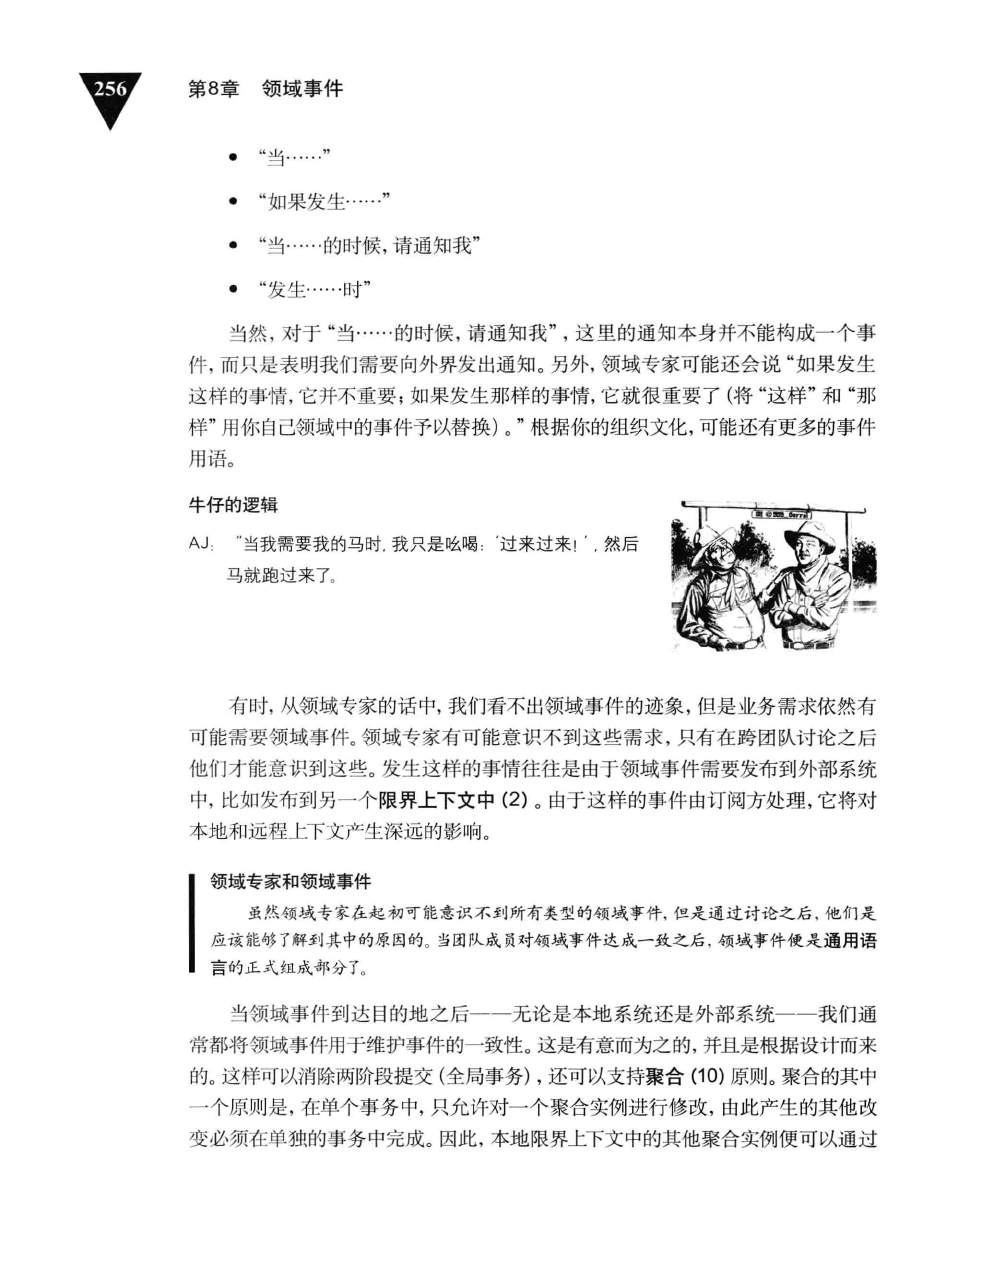 256
第8章　领域事件
● “当……”
● “如果发生……”
● “当……的时候，请通知我”
● “发生……时”
当然，对于“当……的时候，请通知我”，这里的通知本身并不能构成一个事
件，而只是表明我们需要向外界发出通知。另外，领域专家可能还会说“如果发生
这样的事情，它并不重要；如果发生那样的事情，它就很重要了（将“这样”和“那
样”用你自己领域中的事件予以替换）。”根据你的组织文化，可能还有更多的事件
用语。
牛仔的逻辑
AJ： “当我需要我的马时，我只是吆喝：‘过来过来！’，然后
马就跑过来了。
有时，从领域专家的话中，我们看不出领域事件的迹象，但是业务需求依然有
可能需要领域事件。领域专家有可能意识不到这些需求，只有在跨团队讨论之后
他们才能意识到这些。发生这样的事情往往是由于领域事件需要发布到外部系统
中，比如发布到另一个限界上下文中（2）。由于这样的事件由订阅方处理，它将对
本地和远程上下文产生深远的影响。
领域专家和领域事件
虽然领域专家在起初可能意识不到所有类型的领域事件，但是通过讨论之后，他们是
应该能够了解到其中的原因的。当团队成员对领域事件达成一致之后，领域事件便是通用语
言的正式组成部分了。
当领域事件到达目的地之后——无论是本地系统还是外部系统——我们通
常都将领域事件用于维护事件的一致性。这是有意而为之的，并且是根据设计而来
的。这样可以消除两阶段提交（全局事务），还可以支持聚合（10）原则。聚合的其中
一个原则是，在单个事务中，只允许对一个聚合实例进行修改，由此产生的其他改
变必须在单独的事务中完成。因此，本地限界上下文中的其他聚合实例便可以通过